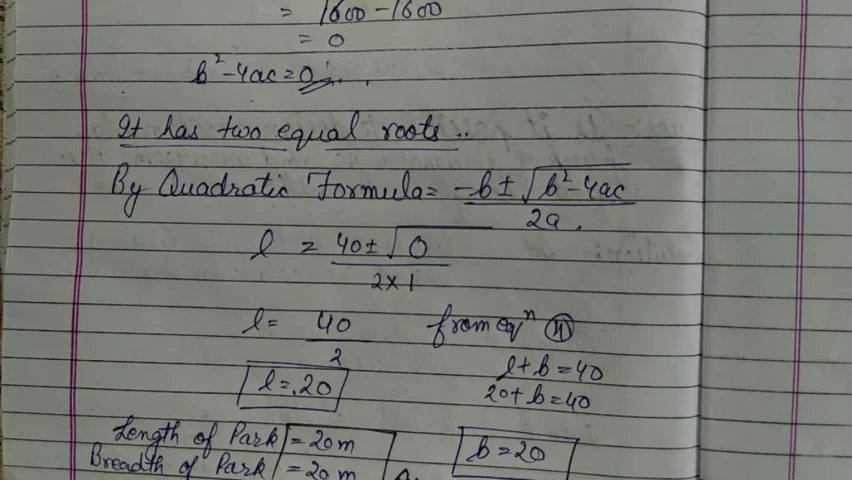 = 1600 - 1600
= 0
b² - 4ac = 0
It has two equal roots..
By Quadratic Formula = -b ± √b² - 4ac
2a.
l = 40 ± √0
2 × 1
l = 40 from eqⁿ (II)
2
l + b = 40
l = 20
20 + b = 40
Length of Park = 20 m
b = 20
Breadth of Park = 20 m